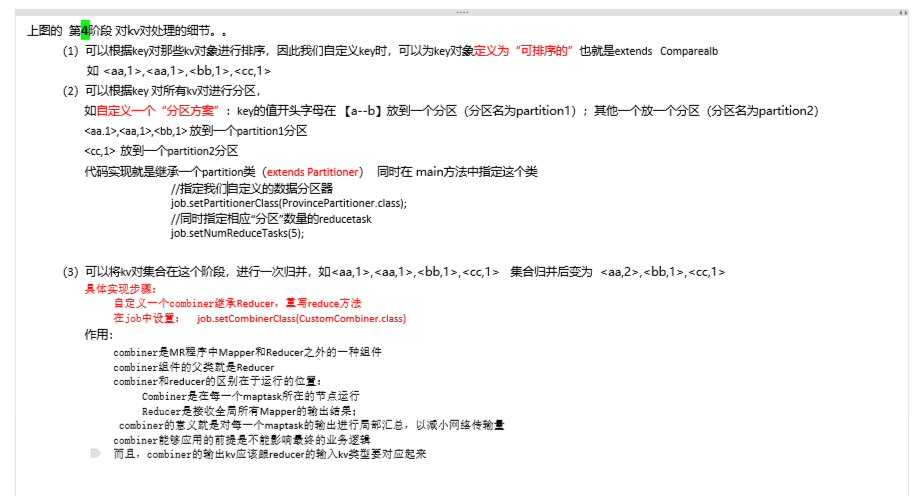 上图的 第4阶段 对kv对处理的细节。。
(1) 可以根据key对那些kv对象进行排序，因此我们自定义key时，可以为key对象定义为“可排序的”也就是extends Comparealb
如 <aa,1>,<aa,1>,<bb,1>,<cc,1>
(2) 可以根据key 对所有kv对进行分区，
如自定义一个“分区方案”：key的值开头字母在 【a--b】放到一个分区（分区名为partition1）；其他一个放一个分区（分区名为partition2）
<aa.1>,<aa,1>,<bb,1> 放到一个partition1分区
<cc,1> 放到一个partition2分区
代码实现就是继承一个partition类（extends Partitioner） 同时在 main方法中指定这个类
//指定我们自定义的数据分区器
job.setPartitionerClass(ProvincePartitioner.class);
//同时指定相应“分区”数量的reducetask
job.setNumReduceTasks(5);
(3) 可以将kv对集合在这个阶段，进行一次归并，如<aa,1>,<aa,1>,<bb,1>,<cc,1> 集合归并后变为 <aa,2>,<bb,1>,<cc,1>
具体实现步骤：
自定义一个combiner继承Reducer，重写reduce方法
在job中设置： job.setCombinerClass(CustomCombiner.class)
作用：
combiner是MR程序中Mapper和Reducer之外的一种组件
combiner组件的父类就是Reducer
combiner和reducer的区别在于运行的位置：
Combiner是在每一个maptask所在的节点运行
Reducer是接收全局所有Mapper的输出结果；
combiner的意义就是对每一个maptask的输出进行局部汇总，以减小网络传输量
combiner能够应用的前提是不能影响最终的业务逻辑
而且，combiner的输出kv应该跟reducer的输入kv类型要对应起来